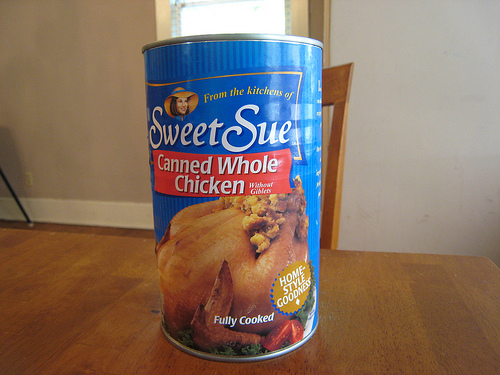 From the kitchens of
Sweet Sue
Canned Whole
Chicken
Without
Giblets
HOME-
STYLE
GOODNESS
Fully Cooked